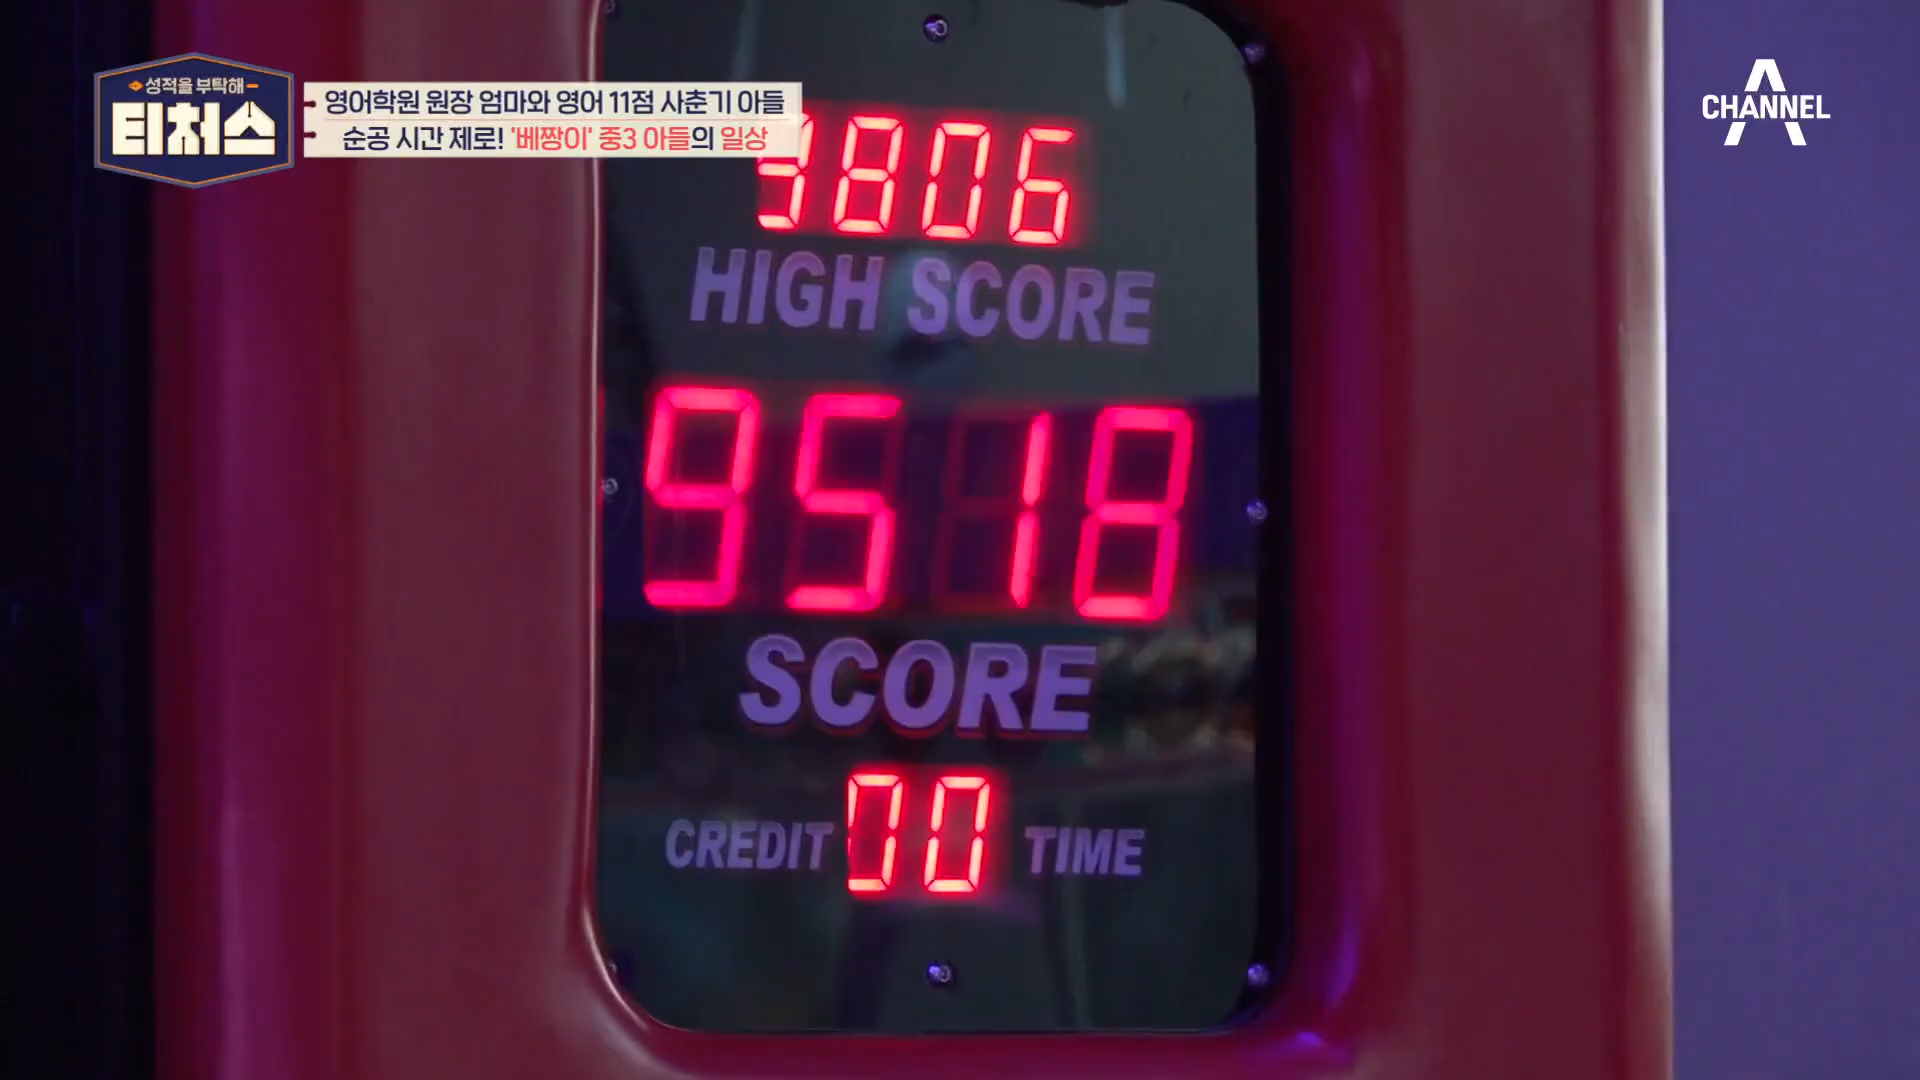 성적을 부탁해
티처스
영어학원 원장 엄마와 영어 11점 사춘기 아들
순공 시간 제로! '베짱이' 중3 아들의 일상
CHANNEL A
9806
HIGH SCORE
9518
SCORE
CREDIT 00 TIME